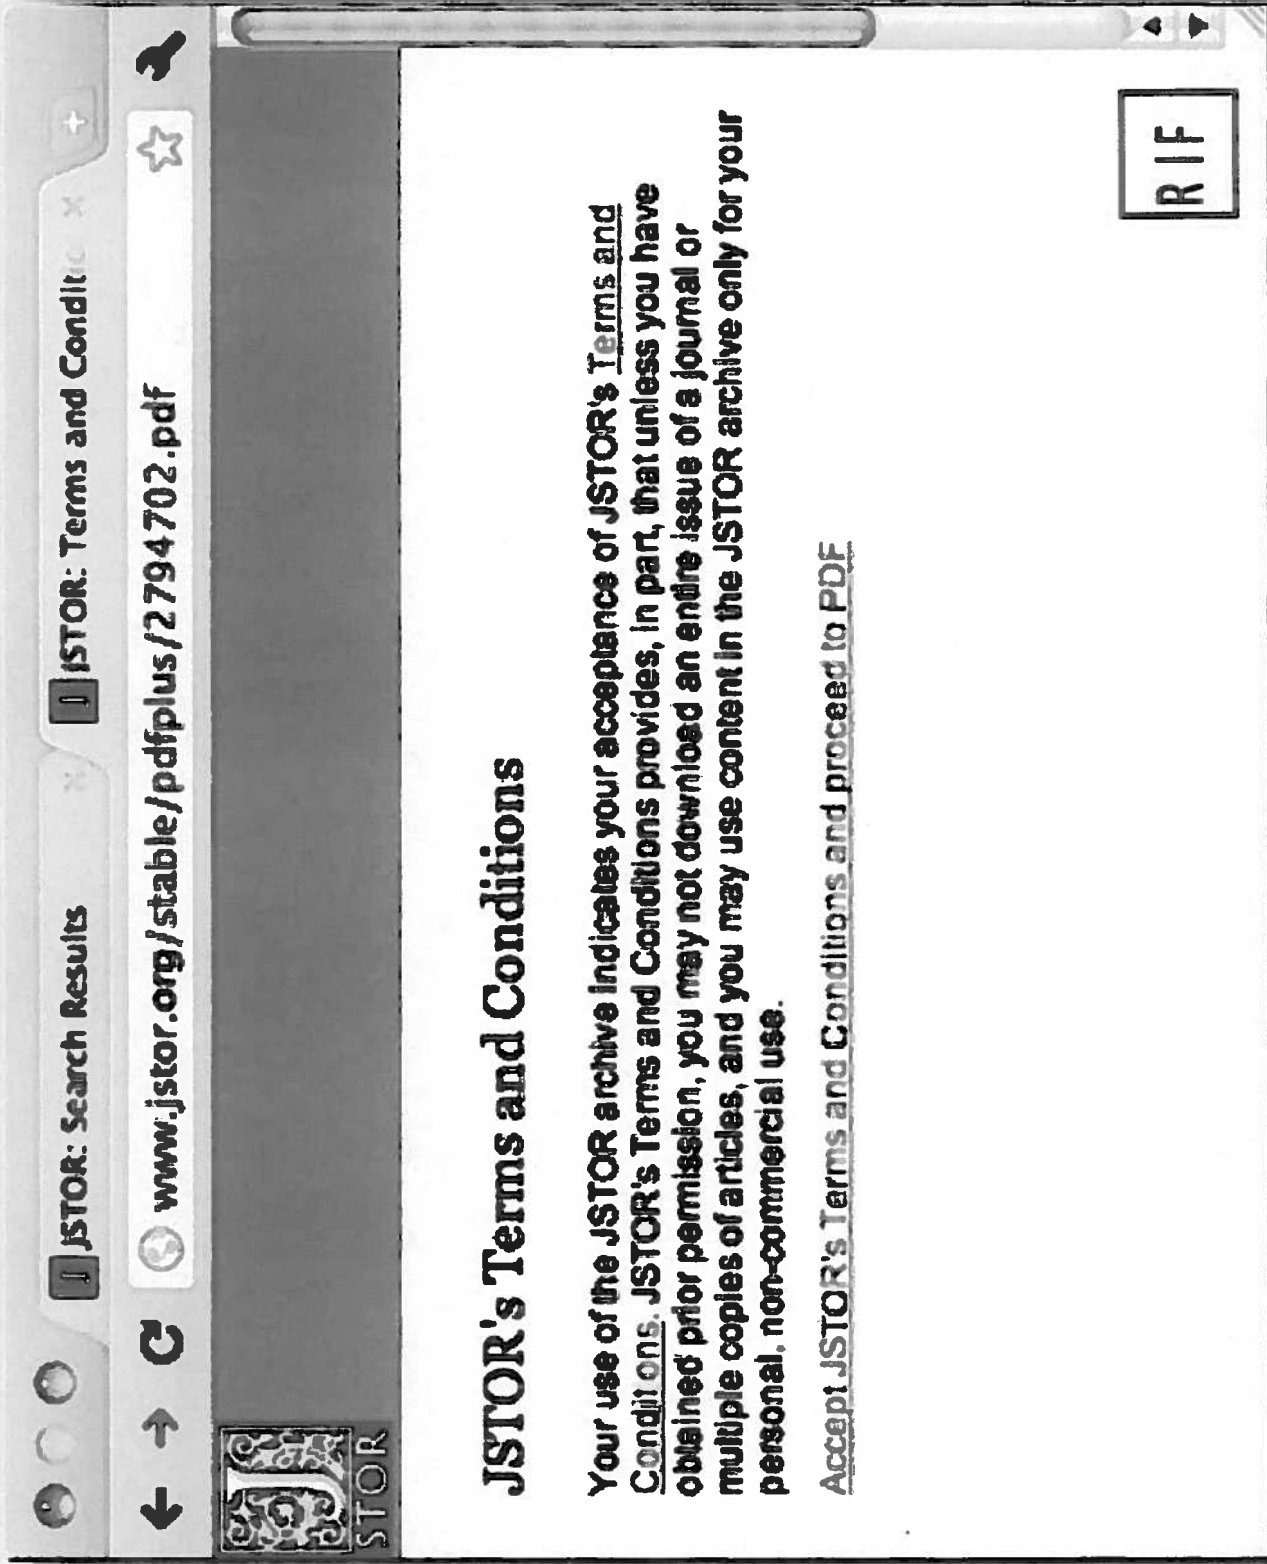 JSTOR: Search Results
JSTOR: Terms and Conditic
www.jstor.org/stable/pdfplus/2794702.pdf
JSTOR
JSTOR's Terms and Conditions
Your use of the JSTOR archive indicates your acceptance of JSTOR's Terms and
Conditions. JSTOR's Terms and Conditions provides, in part, that unless you have
obtained prior permission, you may not download an entire issue of a journal or
multiple copies of articles, and you may use content in the JSTOR archive only for your
personal, non-commercial use.
Accept JSTOR's Terms and Conditions and proceed to PDF
RIF